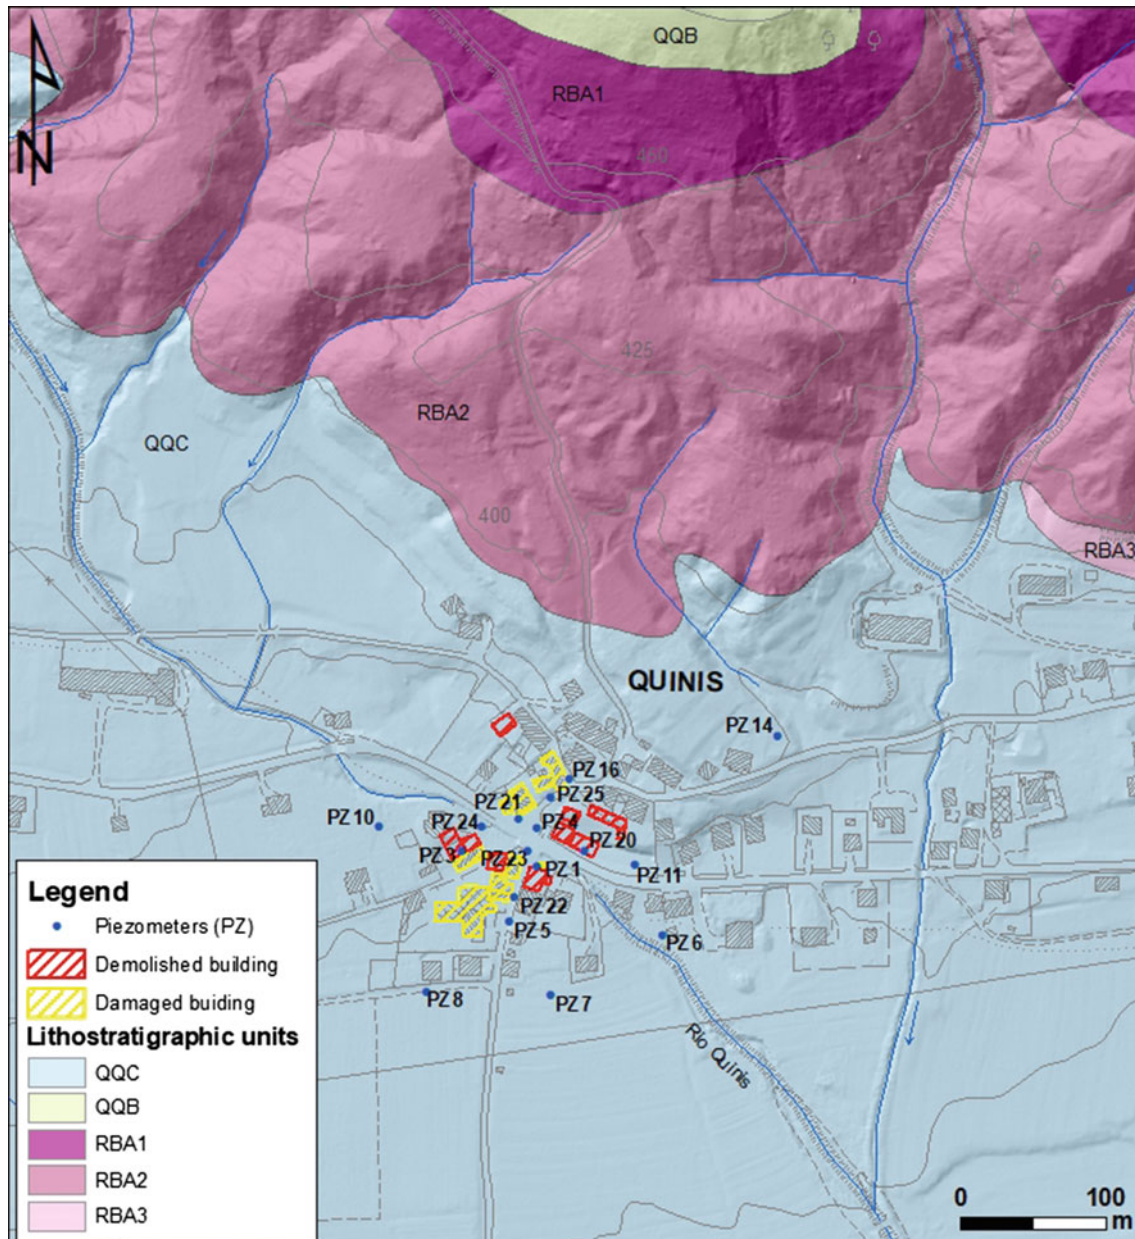 QQB
RBA1
N
450
425
RBA2
QQC
400
RBA3
QUINIS
PZ 14
PZ 16
PZ 25
PZ 21
PZ 10
PZ 24
PZ 4
PZ 20
PZ 3
PZ 23
PZ 1
PZ 11
PZ 22
PZ 5
PZ 6
PZ 8
PZ 7
Rio Quinis
Legend
Piezometers (PZ)
Demolished building
Damaged buiding
Lithostratigraphic units
QQC
QQB
RBA1
RBA2
RBA3
0 100
m